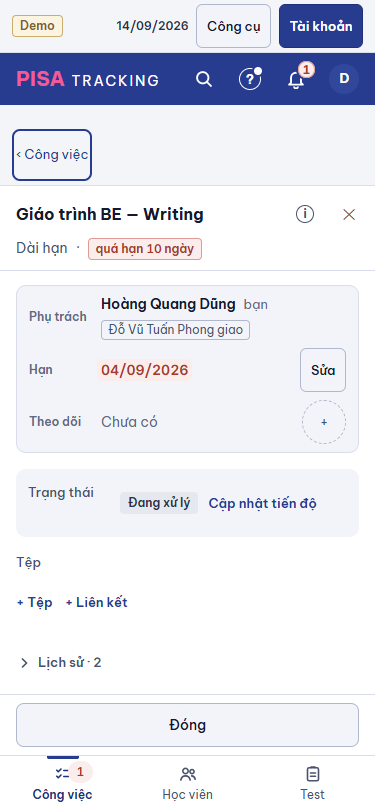 Demo
14/09/2026
Công cụ
Tài khoản
PISA TRACKING
?
1
D
‹ Công việc
Giáo trình BE – Writing
i
Dài hạn · quá hạn 10 ngày
Phụ trách
Hoàng Quang Dũng bạn
Đỗ Vũ Tuấn Phong giao
Hạn
04/09/2026
Sửa
Theo dõi
Chưa có
+
Trạng thái
Đang xử lý
Cập nhật tiến độ
Tệp
+ Tệp + Liên kết
Lịch sử · 2
Đóng
1
Công việc
Học viên
Test